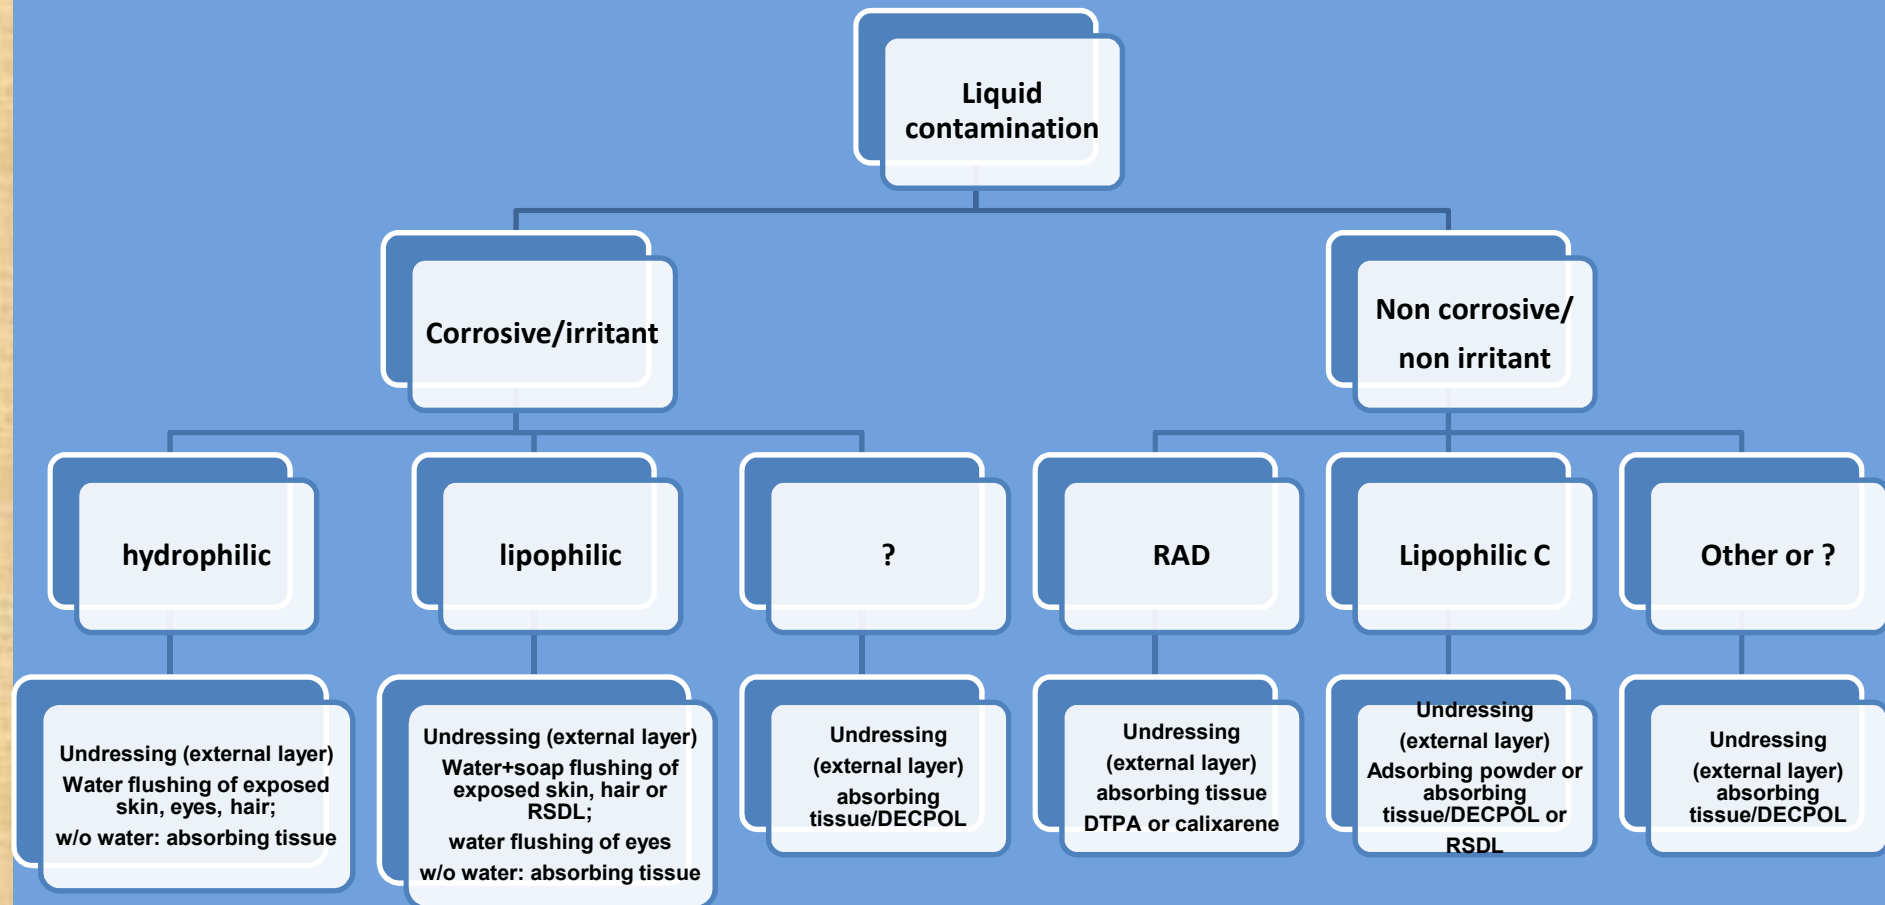 Liquid
contamination
Corrosive/irritant
Non corrosive/
non irritant
hydrophilic
lipophilic
?
RAD
Lipophilic C
Other or ?
Undressing (external layer)
Water flushing of exposed
skin, eyes, hair;
w/o water: absorbing tissue
Undressing (external layer)
Water+soap flushing of
exposed skin, hair or
RSDL;
water flushing of eyes
w/o water: absorbing tissue
Undressing
(external layer)
absorbing
tissue/DECPOL
Undressing
(external layer)
absorbing tissue
DTPA or calixarene
Undressing
(external layer)
Adsorbing powder or
absorbing
tissue/DECPOL or
RSDL
Undressing
(external layer)
absorbing
tissue/DECPOL